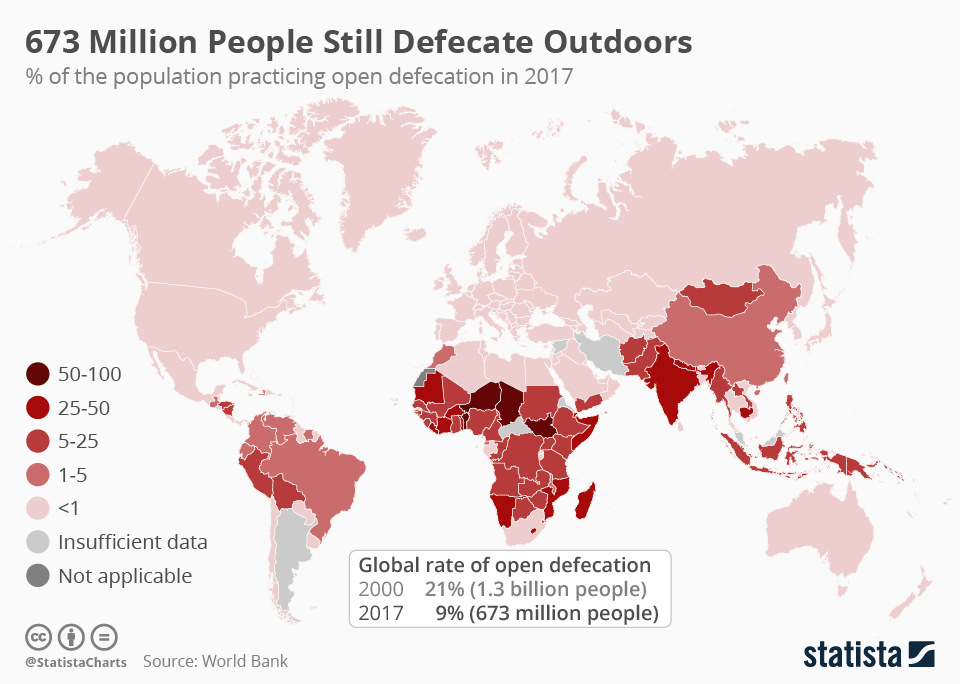 673 Million People Still Defecate Outdoors
% of the population practicing open defecation in 2017
50-100
25-50
5-25
1-5
<1
Insufficient data
Not applicable
Global rate of open defecation
2000 21% (1.3 billion people)
2017 9% (673 million people)
cc
@StatistaCharts Source: World Bank
statista